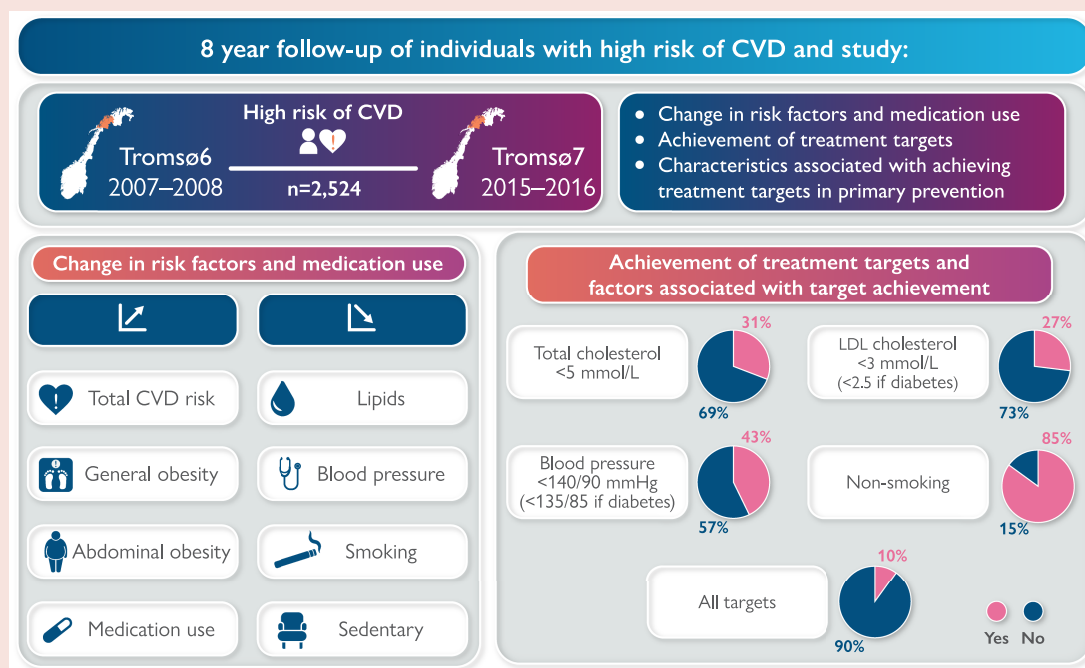 8 year follow-up of individuals with high risk of CVD and study:
High risk of CVD
Tromsø6
2007–2008
n=2,524
Tromsø7
2015–2016
• Change in risk factors and medication use
• Achievement of treatment targets
• Characteristics associated with achieving
treatment targets in primary prevention
Change in risk factors and medication use
Total CVD risk
Lipids
General obesity
Blood pressure
Abdominal obesity
Smoking
Medication use
Sedentary
Achievement of treatment targets and
factors associated with target achievement
Total cholesterol
<5 mmol/L
31%
69%
LDL cholesterol
<3 mmol/L
(<2.5 if diabetes)
27%
73%
Blood pressure
<140/90 mmHg
(<135/85 if diabetes)
43%
57%
Non-smoking
85%
15%
All targets
10%
90%
Yes No